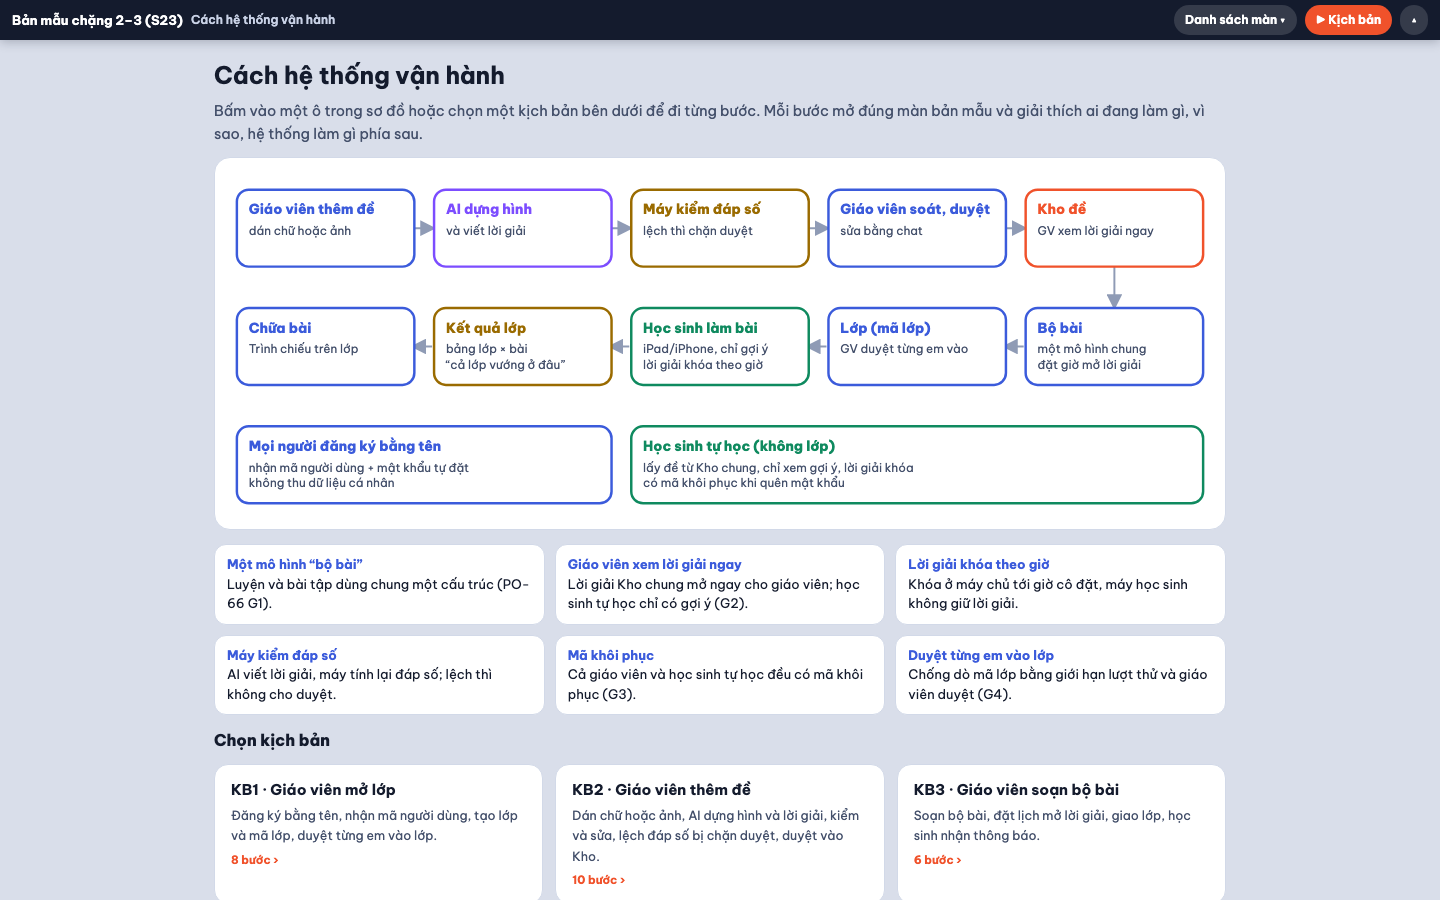 Bản mẫu chặng 2–3 (S23) Cách hệ thống vận hành Danh sách màn ▾ ▶ Kịch bản ▴
Cách hệ thống vận hành
Bấm vào một ô trong sơ đồ hoặc chọn một kịch bản bên dưới để đi từng bước. Mỗi bước mở đúng màn bản mẫu và giải thích ai đang làm gì, vì
sao, hệ thống làm gì phía sau.
Giáo viên thêm đề
dán chữ hoặc ảnh
AI dựng hình
và viết lời giải
Máy kiểm đáp số
lệch thì chặn duyệt
Giáo viên soát, duyệt
sửa bằng chat
Kho đề
GV xem lời giải ngay
Chữa bài
Trình chiếu trên lớp
Kết quả lớp
bảng lớp × bài
“cả lớp vướng ở đâu”
Học sinh làm bài
iPad/iPhone, chỉ gợi ý
lời giải khóa theo giờ
Lớp (mã lớp)
GV duyệt từng em vào
Bộ bài
một mô hình chung
đặt giờ mở lời giải
Mọi người đăng ký bằng tên
nhận mã người dùng + mật khẩu tự đặt
không thu dữ liệu cá nhân
Học sinh tự học (không lớp)
lấy đề từ Kho chung, chỉ xem gợi ý, lời giải khóa
có mã khôi phục khi quên mật khẩu
Một mô hình “bộ bài”
Luyện và bài tập dùng chung một cấu trúc (PO-
66 G1).
Giáo viên xem lời giải ngay
Lời giải Kho chung mở ngay cho giáo viên; học
sinh tự học chỉ có gợi ý (G2).
Lời giải khóa theo giờ
Khóa ở máy chủ tới giờ cô đặt, máy học sinh
không giữ lời giải.
Máy kiểm đáp số
AI viết lời giải, máy tính lại đáp số; lệch thì
không cho duyệt.
Mã khôi phục
Cả giáo viên và học sinh tự học đều có mã khôi
phục (G3).
Duyệt từng em vào lớp
Chống dò mã lớp bằng giới hạn lượt thử và giáo
viên duyệt (G4).
Chọn kịch bản
KB1 · Giáo viên mở lớp
Đăng ký bằng tên, nhận mã người dùng, tạo lớp
và mã lớp, duyệt từng em vào lớp.
8 bước ›
KB2 · Giáo viên thêm đề
Dán chữ hoặc ảnh, AI dựng hình và lời giải, kiểm
và sửa, lệch đáp số bị chặn duyệt, duyệt vào
Kho.
10 bước ›
KB3 · Giáo viên soạn bộ bài
Soạn bộ bài, đặt lịch mở lời giải, giao lớp, học
sinh nhận thông báo.
6 bước ›